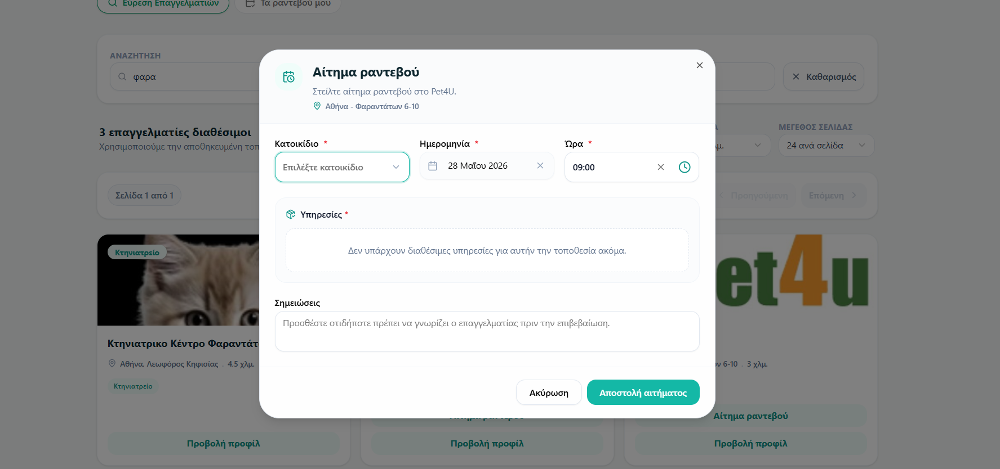 Εύρεση Επαγγελματιών
Τα ραντεβού μου
ΑΝΑΖΗΤΗΣΗ
φαρα
Καθαρισμός
3 επαγγελματίες διαθέσιμοι
Χρησιμοποιούμε την αποθηκευμένη
ΜΕΓΕΘΟΣ ΣΕΛΙΔΑΣ
24 ανά σελίδα
Σελίδα 1 από 1
Προηγούμενη
Επόμενη
Αίτημα ραντεβού
Στείλτε αίτημα ραντεβού στο Pet4U.
Αθήνα - Φαραντάτων 6-10
Κατοικίδιο *
Ημερομηνία *
Ώρα *
Επιλέξτε κατοικίδιο
28 Μαΐου 2026
09:00
Υπηρεσίες *
Δεν υπάρχουν διαθέσιμες υπηρεσίες για αυτήν την τοποθεσία ακόμα.
Σημειώσεις
Προσθέστε οτιδήποτε πρέπει να γνωρίζει ο επαγγελματίας πριν την επιβεβαίωση.
Ακύρωση
Αποστολή αιτήματος
Κτηνιατρείο
et4u
Κτηνιατρικο Κέντρο
Αθήνα, Λεωφόρος Κηφισίας . 4,5 χλμ.
6-10 . 3 χλμ.
Κτηνιατρείο
Αίτημα ραντεβού
Προβολή προφίλ
Προβολή προφίλ
Προβολή προφίλ